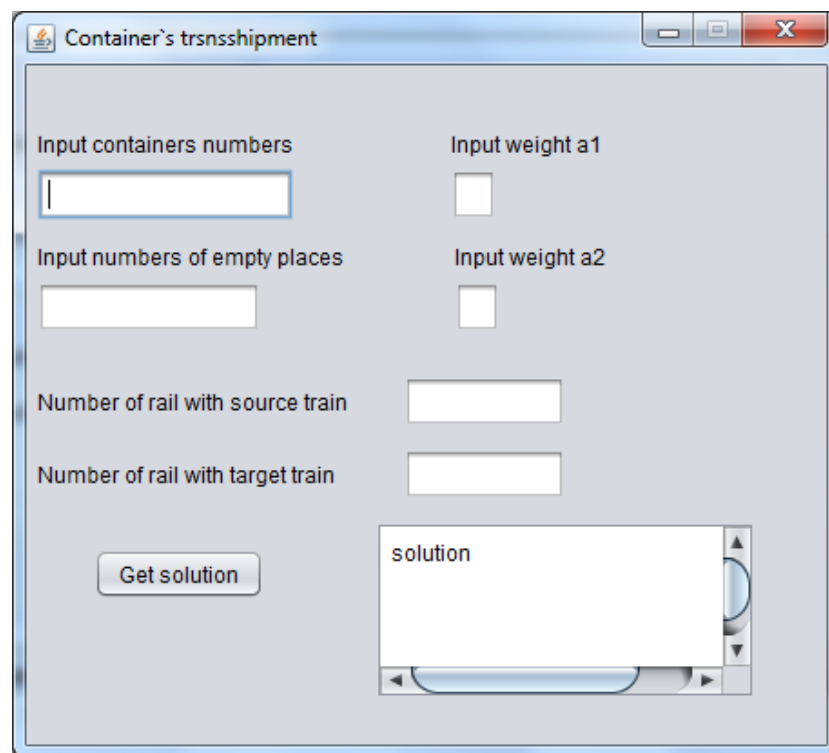 Container`s trsnsshipment
Input containers numbers
Input weight a1
Input numbers of empty places
Input weight a2
Number of rail with source train
Number of rail with target train
Get solution
solution